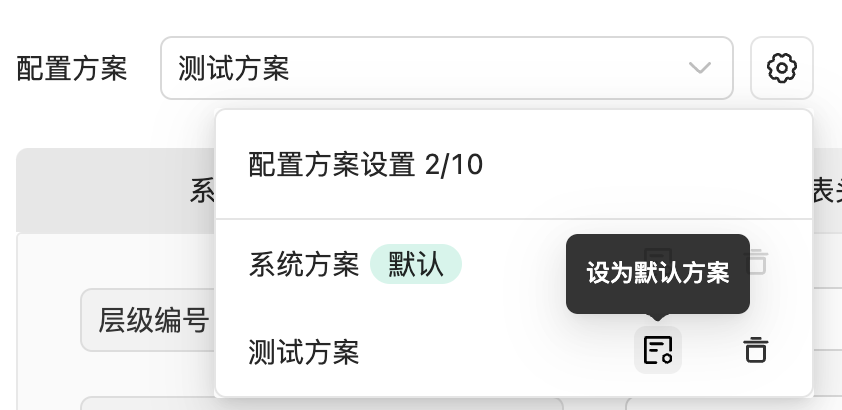 配置方案 测试方案
配置方案设置 2/10
系
表头
系统方案 默认
设为默认方案
层级编号
测试方案